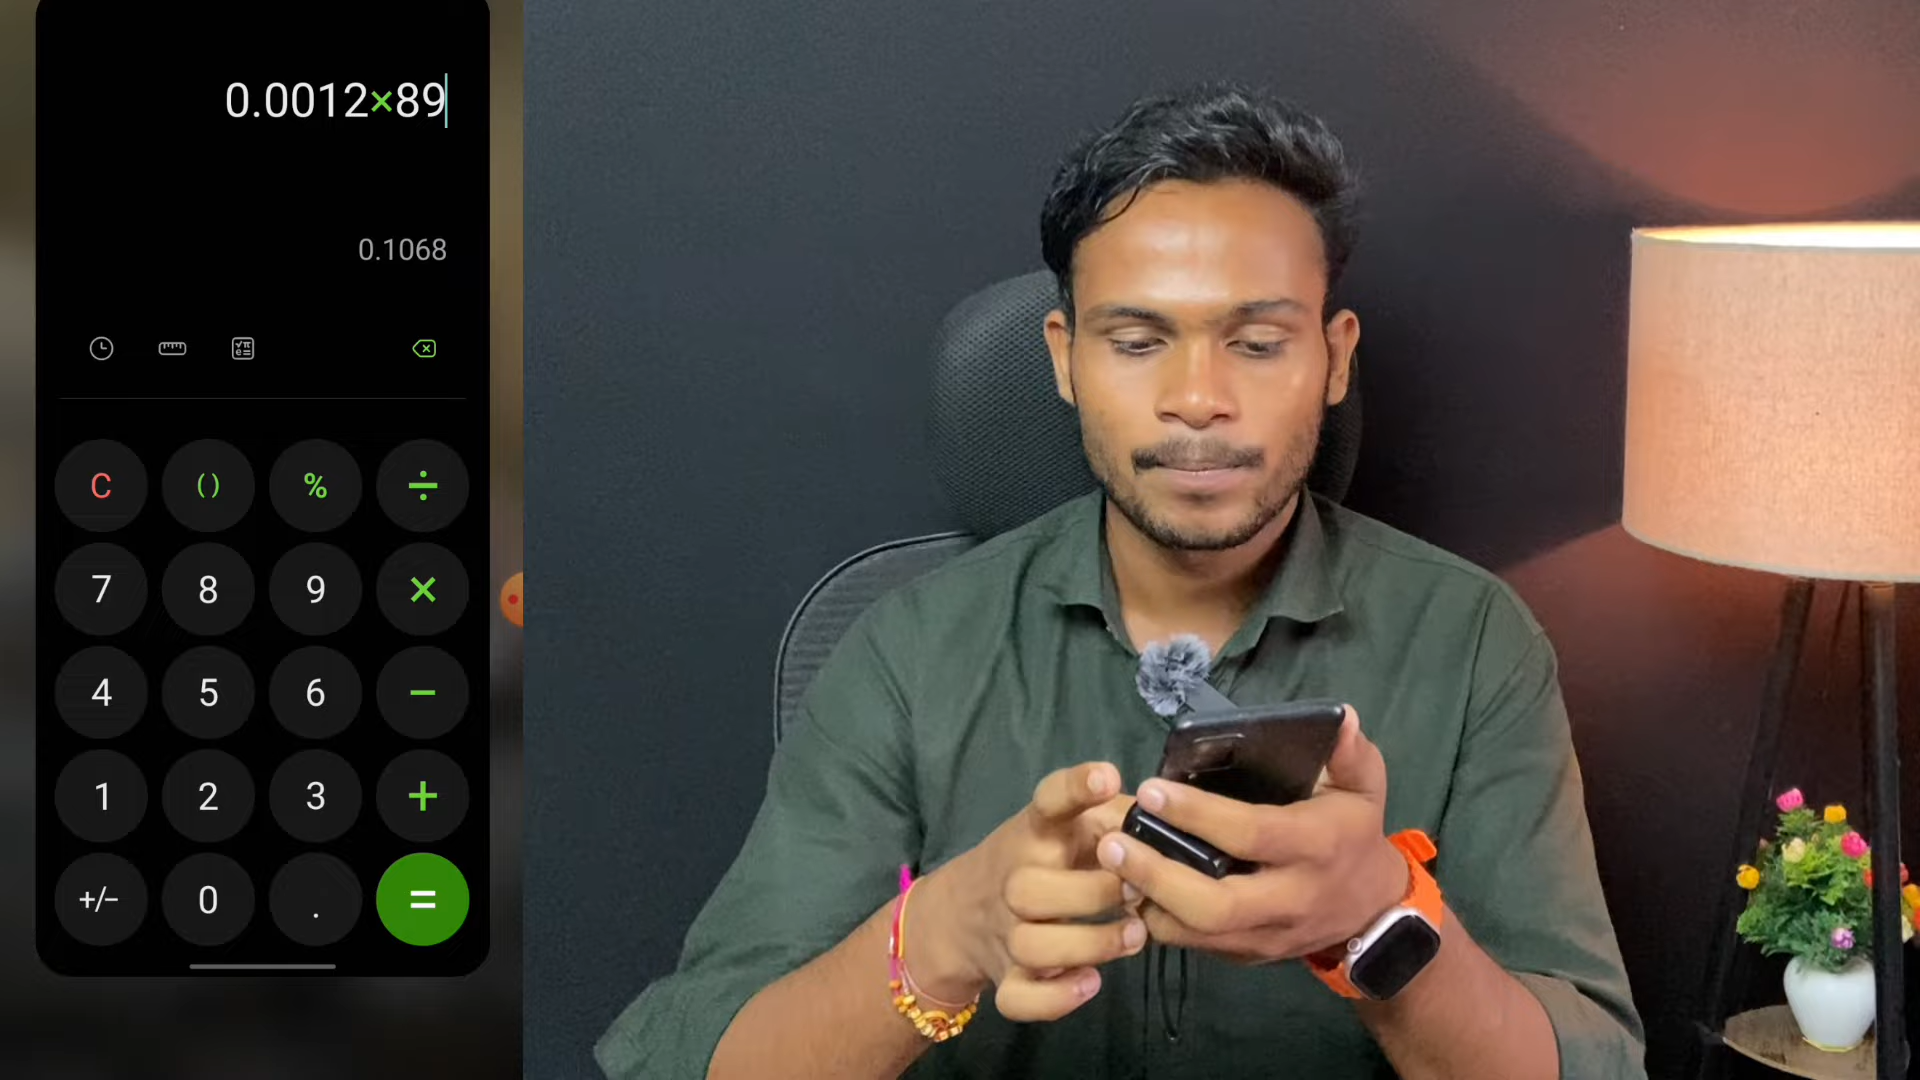 0.0012×89
0.1068
C () % ÷
7 8 9 ×
4 5 6 −
1 2 3 +
+/− 0 . =